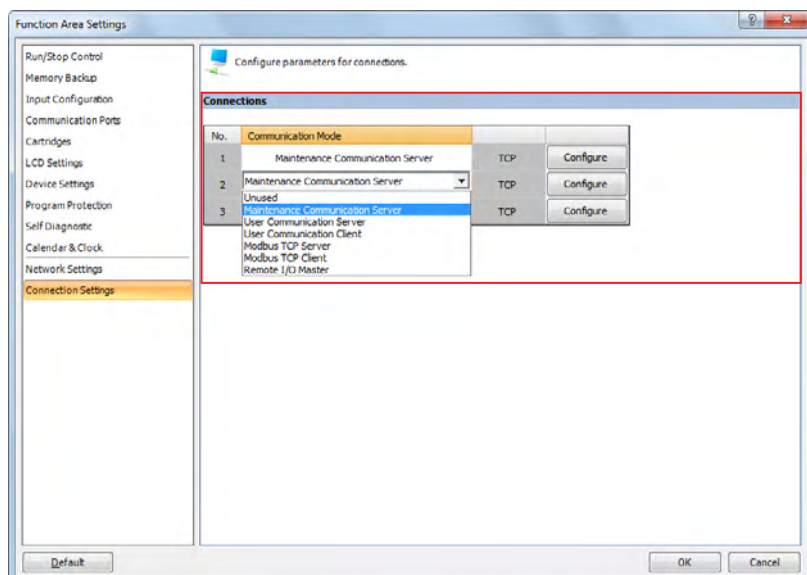 Function Area Settings
Run/Stop Control
Memory Backup
Input Configuration
Communication Ports
Cartridges
LCD Settings
Device Settings
Program Protection
Self Diagnostic
Calendar & Clock
Network Settings
Connection Settings
Configure parameters for connections.
Connections
No. Communication Mode
1 Maintenance Communication Server TCP Configure
2 Maintenance Communication Server TCP Configure
3 TCP Configure
Unused
Maintenance Communication Server
User Communication Server
User Communication Client
Modbus TCP Server
Modbus TCP Client
Remote I/O Master
Default OK Cancel